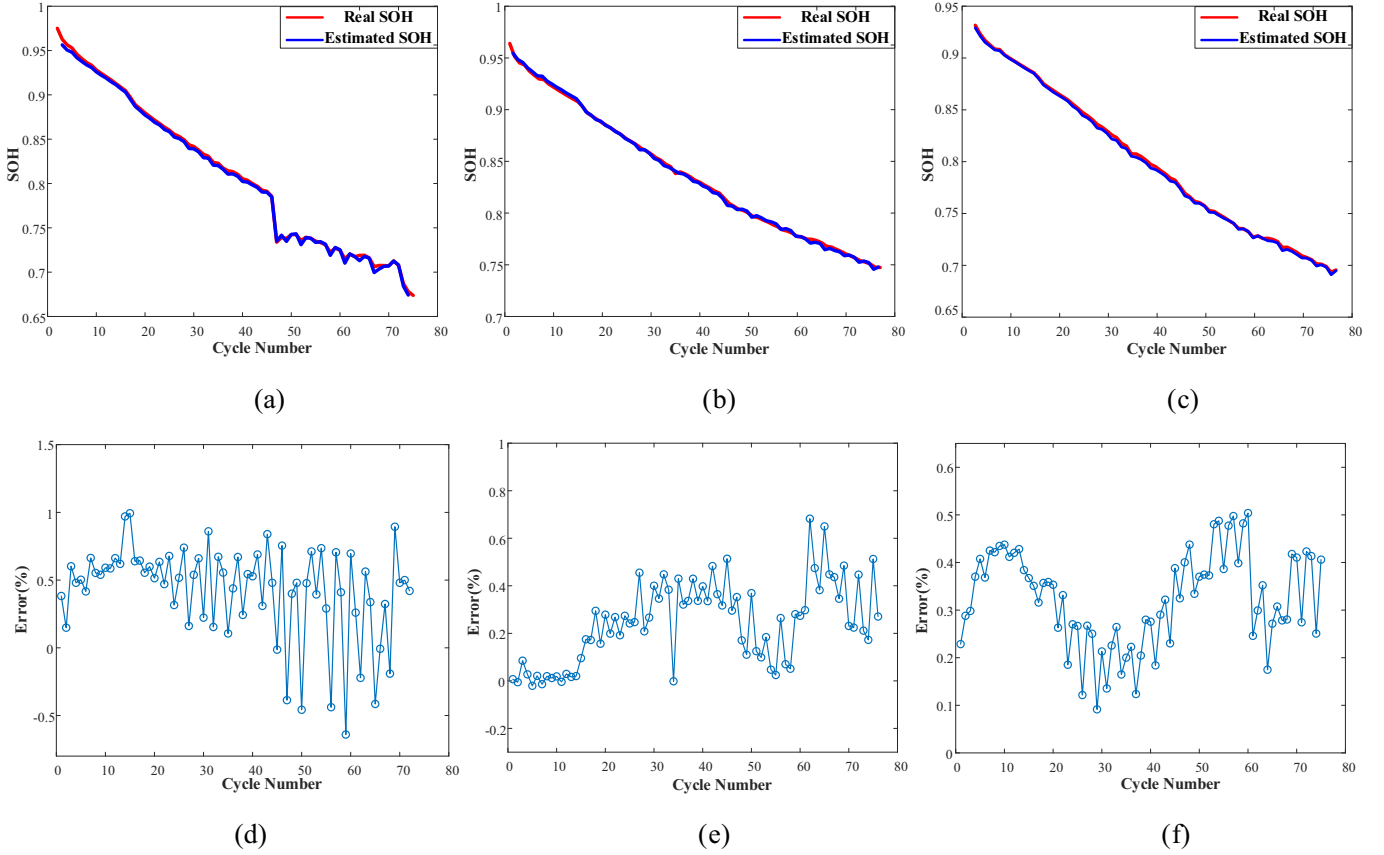 Real SOH
Estimated SOH
SOH
1
0.95
0.9
0.85
0.8
0.75
0.7
0.65
0 10 20 30 40 50 60 70 80
Cycle Number
(a)
Real SOH
Estimated SOH
SOH
1
0.95
0.9
0.85
0.8
0.75
0.7
0 10 20 30 40 50 60 70 80
Cycle Number
(b)
Real SOH
Estimated SOH
SOH
0.95
0.9
0.85
0.8
0.75
0.7
0.65
0 10 20 30 40 50 60 70 80
Cycle Number
(c)
Error(%)
1.5
1
0.5
0
-0.5
0 10 20 30 40 50 60 70 80
Cycle Number
(d)
Error(%)
1
0.8
0.6
0.4
0.2
0
-0.2
0 10 20 30 40 50 60 70 80
Cycle Number
(e)
Error(%)
0.6
0.5
0.4
0.3
0.2
0.1
0
0 10 20 30 40 50 60 70 80
Cycle Number
(f)